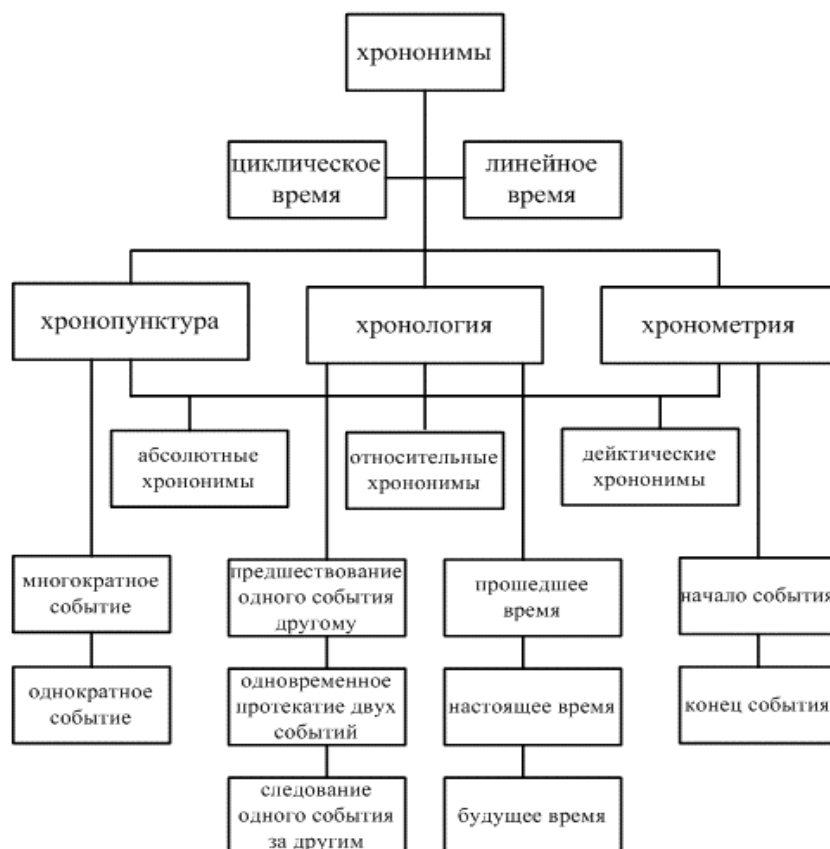 хрононимы
циклическое
время
линейное
время
хронопунктура
хронология
хронометрия
абсолютные
хрононимы
относительные
хрононимы
дейктические
хрононимы
многократное
событие
предшествование
одного события
другому
прошедшее
время
начало события
однократное
событие
одновременное
протекатие двух
событий
настоящее время
конец события
следование
одного события
за другим
будущее время